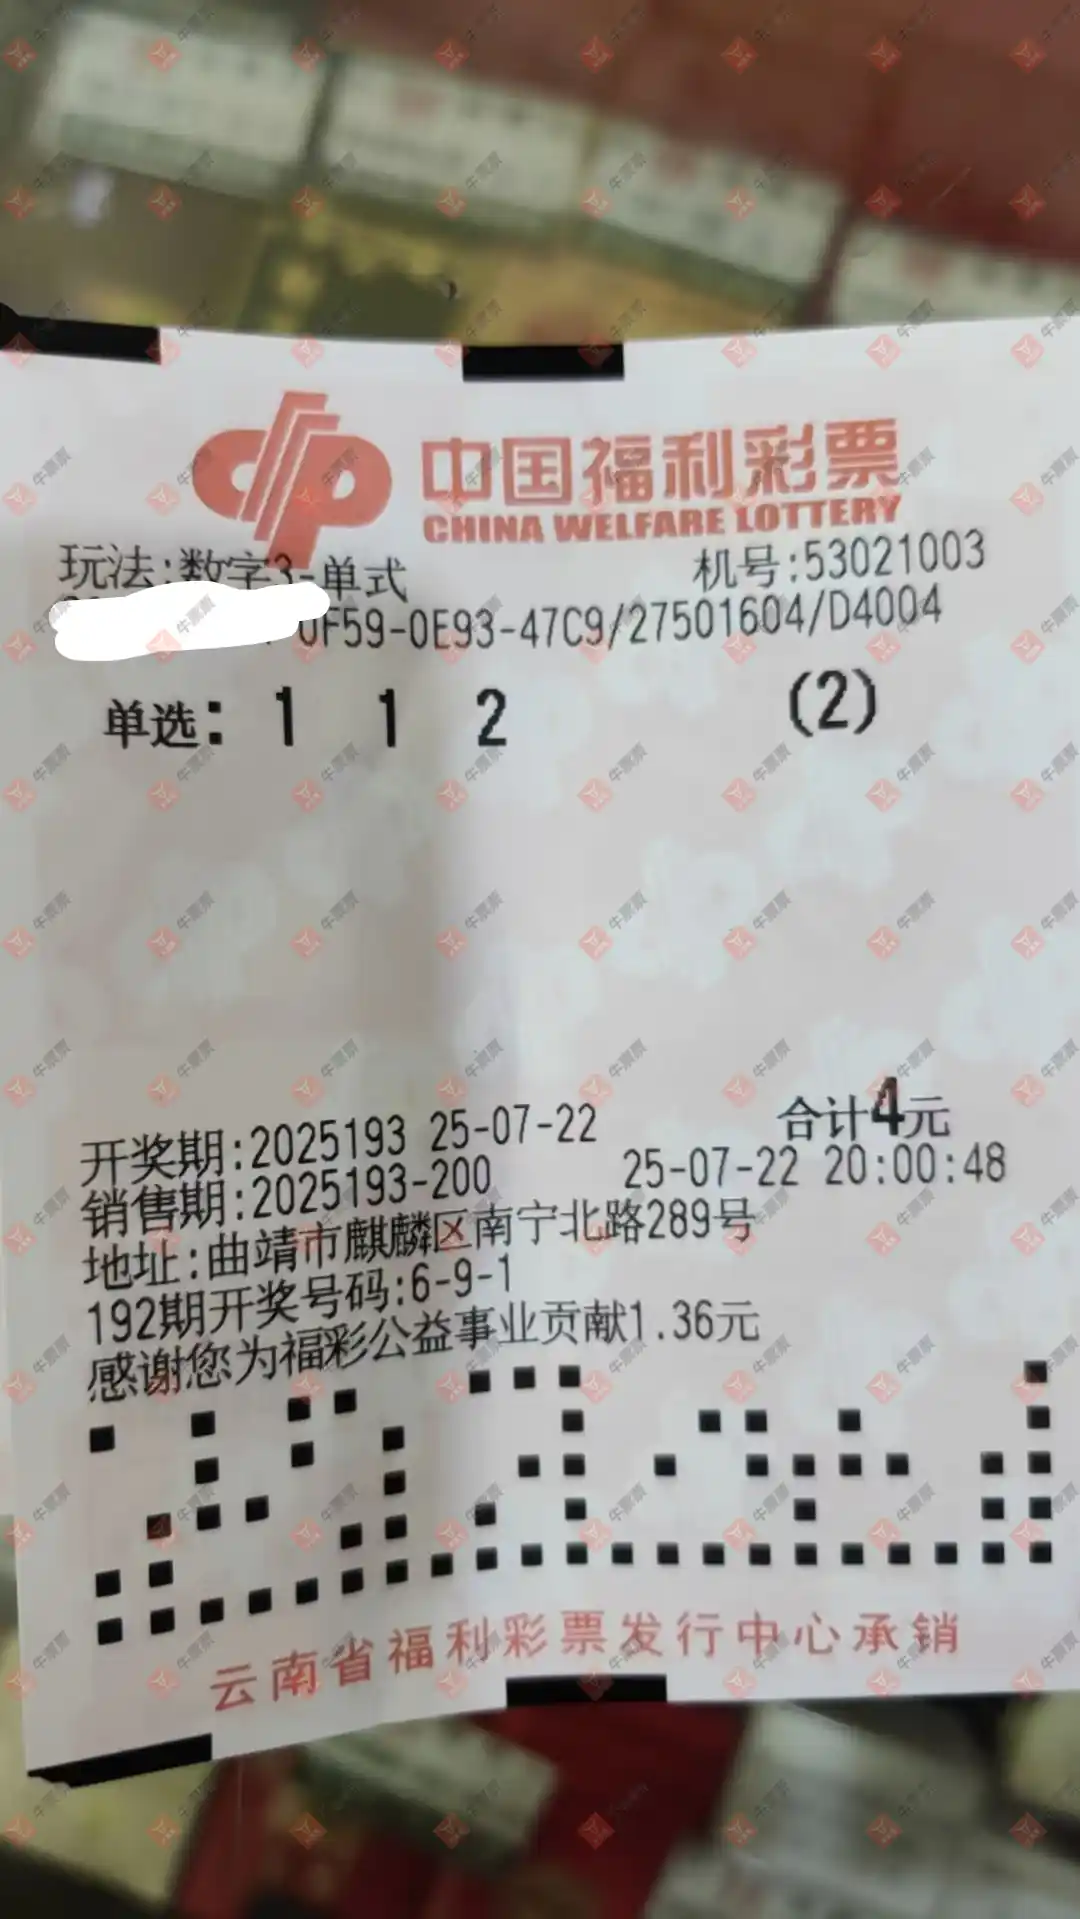 中国福利彩票
CHINA WELFARE LOTTERY
玩法:数字3-单式 机号:53021003
0F59-0E93-47C9/27501604/D4004
单选: 1 1 2 (2)
合计4元
开奖期:2025193 25-07-22
销售期:2025193-200 25-07-22 20:00:48
地址:曲靖市麒麟区南宁北路289号
192期开奖号码:6-9-1
感谢您为福彩公益事业贡献1.36元
云南省福利彩票发行中心承销
牛票票